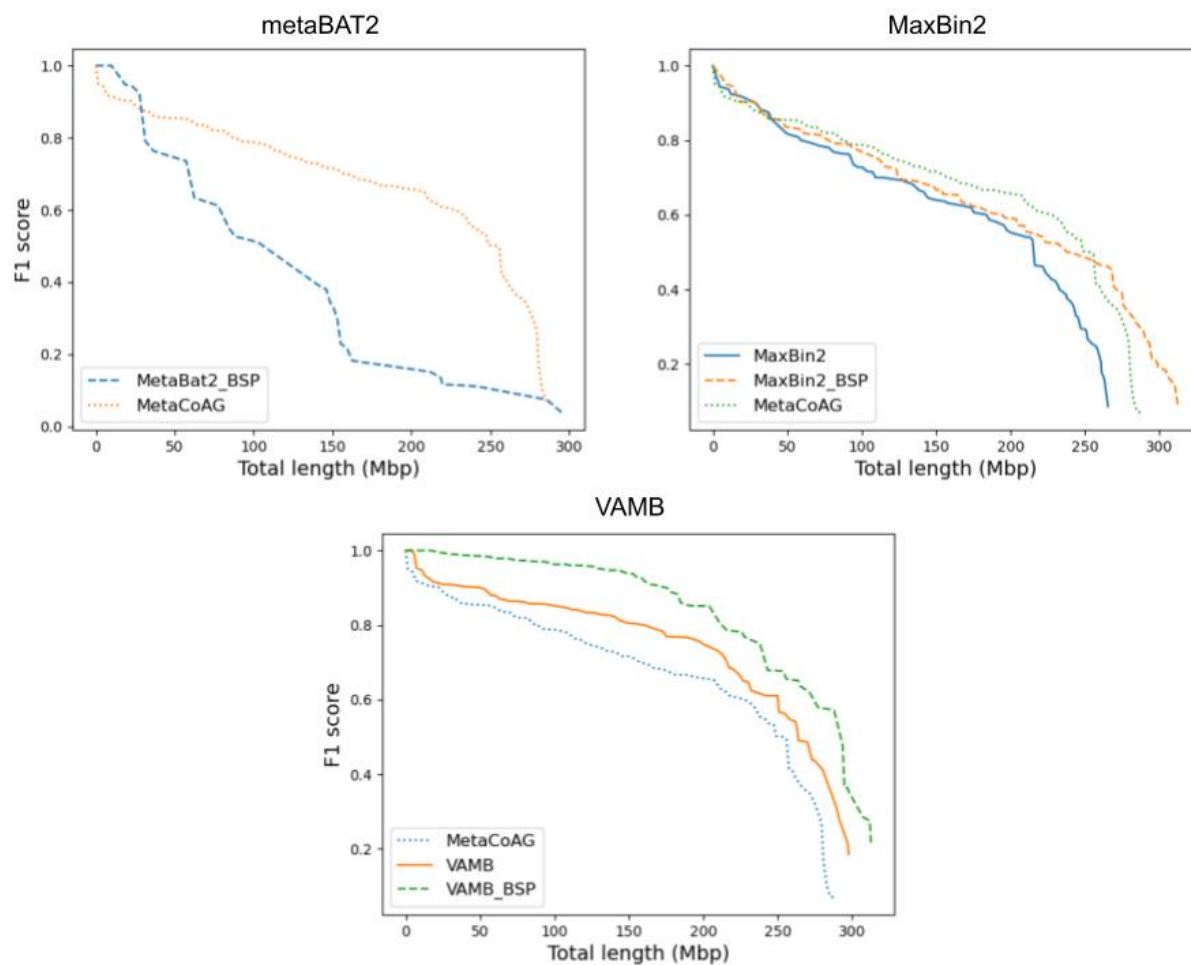 metaBAT2
1.0
0.8
0.6
0.4
0.2
0.0
F1 score
MetaBat2_BSP
MetaCoAG
0 50 100 150 200 250 300
Total length (Mbp)
MaxBin2
1.0
0.8
0.6
0.4
0.2
MaxBin2
MaxBin2_BSP
MetaCoAG
0 50 100 150 200 250 300
Total length (Mbp)
VAMB
1.0
0.8
0.6
0.4
0.2
F1 score
MetaCoAG
VAMB
VAMB_BSP
0 50 100 150 200 250 300
Total length (Mbp)